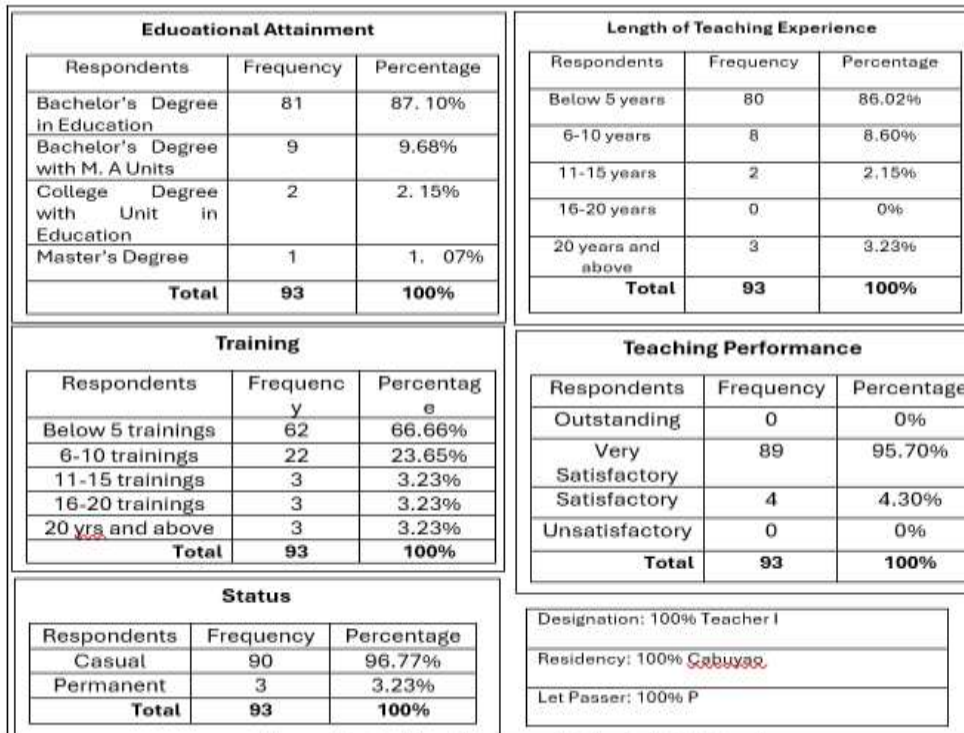 Educational Attainment
Respondents Frequency Percentage
Bachelor's Degree 81 87. 10%
in Education
Bachelor's Degree 9 9.68%
with M. A Units
College Degree 2 2. 15%
with Unit in
Education
Master's Degree 1 1. 07%
Total 93 100%
Length of Teaching Experience
Respondents Frequency Percentage
Below 5 years 80 86.02%
6-10 years 8 8.60%
11-15 years 2 2.15%
16-20 years 0 0%
20 years and 3 3.23%
above
Total 93 100%
Training
Respondents Frequenc Percentag
y e
Below 5 trainings 62 66.66%
6-10 trainings 22 23.65%
11-15 trainings 3 3.23%
16-20 trainings 3 3.23%
20 yrs and above 3 3.23%
Total 93 100%
Teaching Performance
Respondents Frequency Percentage
Outstanding 0 0%
Very 89 95.70%
Satisfactory
Satisfactory 4 4.30%
Unsatisfactory 0 0%
Total 93 100%
Status
Respondents Frequency Percentage
Casual 90 96.77%
Permanent 3 3.23%
Total 93 100%
Designation: 100% Teacher I
Residency: 100% Cabuyao
Let Passer: 100% P